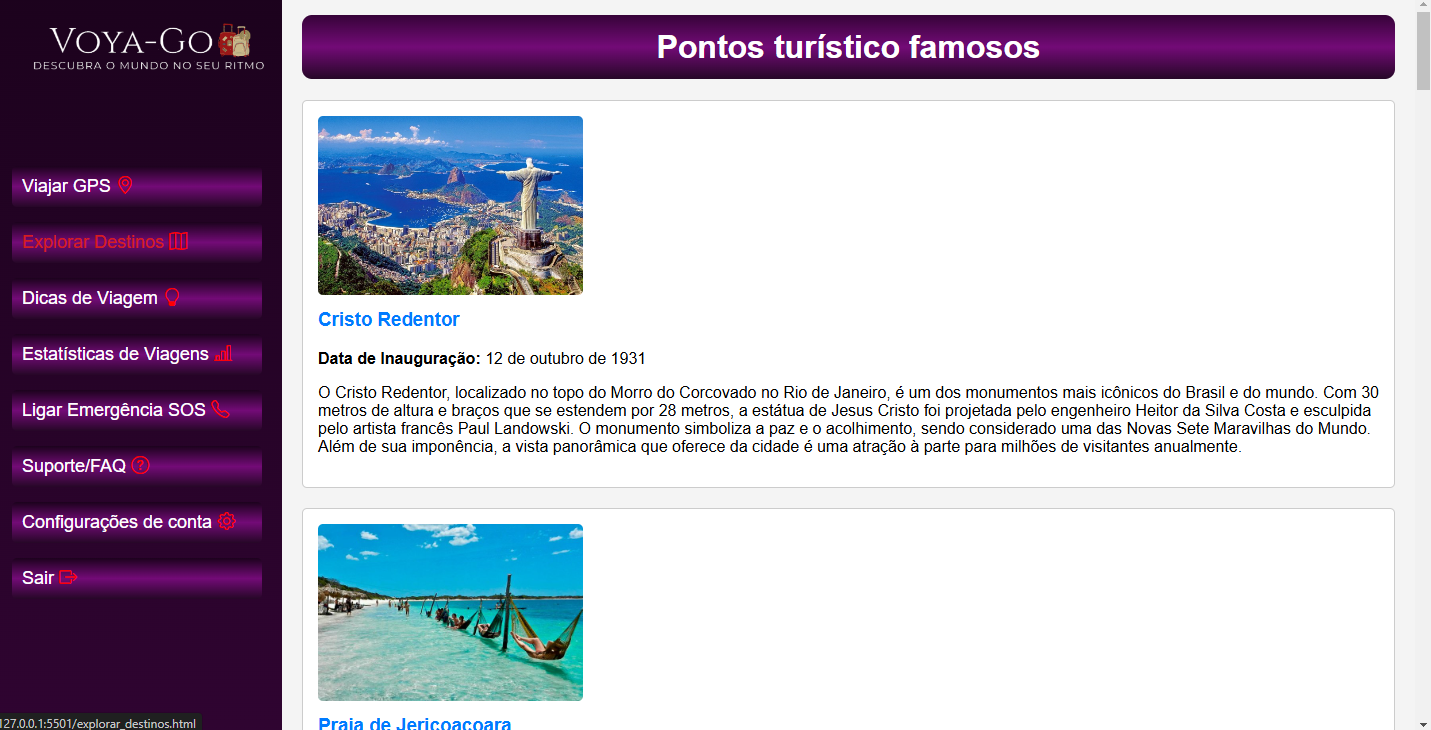 VOYA-GO
DESCUBRA O MUNDO NO SEU RITMO
Viajar GPS
Explorar Destinos
Dicas de Viagem
Estatísticas de Viagens
Ligar Emergência SOS
Suporte/FAQ
Configurações de conta
Sair
127.0.0.1:5501/explorar_destinos.html
Pontos turístico famosos
Cristo Redentor
Data de Inauguração: 12 de outubro de 1931
O Cristo Redentor, localizado no topo do Morro do Corcovado no Rio de Janeiro, é um dos monumentos mais icônicos do Brasil e do mundo. Com 30
metros de altura e braços que se estendem por 28 metros, a estátua de Jesus Cristo foi projetada pelo engenheiro Heitor da Silva Costa e esculpida
pelo artista francês Paul Landowski. O monumento simboliza a paz e o acolhimento, sendo considerado uma das Novas Sete Maravilhas do Mundo.
Além de sua imponência, a vista panorâmica que oferece da cidade é uma atração à parte para milhões de visitantes anualmente.
Praia de Jericoacoara